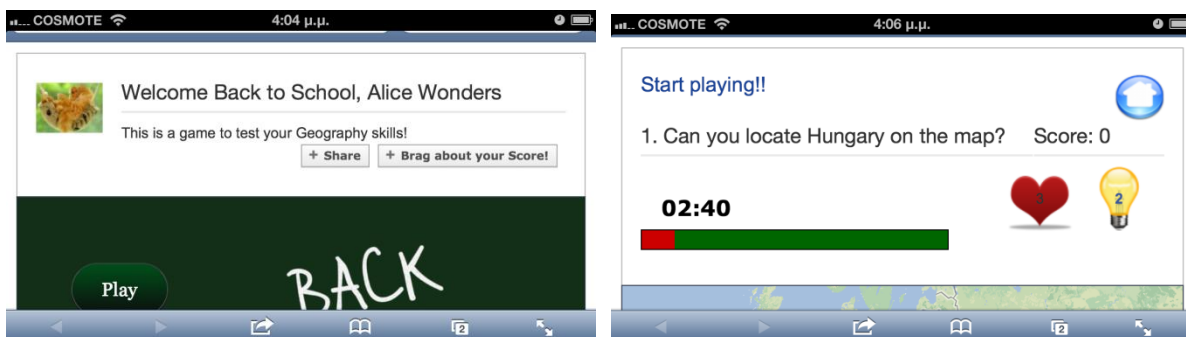 COSMOTE 4:04 μ.μ.
Welcome Back to School, Alice Wonders
This is a game to test your Geography skills!
+ Share + Brag about your Score!
Play
BACK
2
COSMOTE 4:06 μ.μ.
Start playing!!
1. Can you locate Hungary on the map? Score: 0
02:40
3 2
2